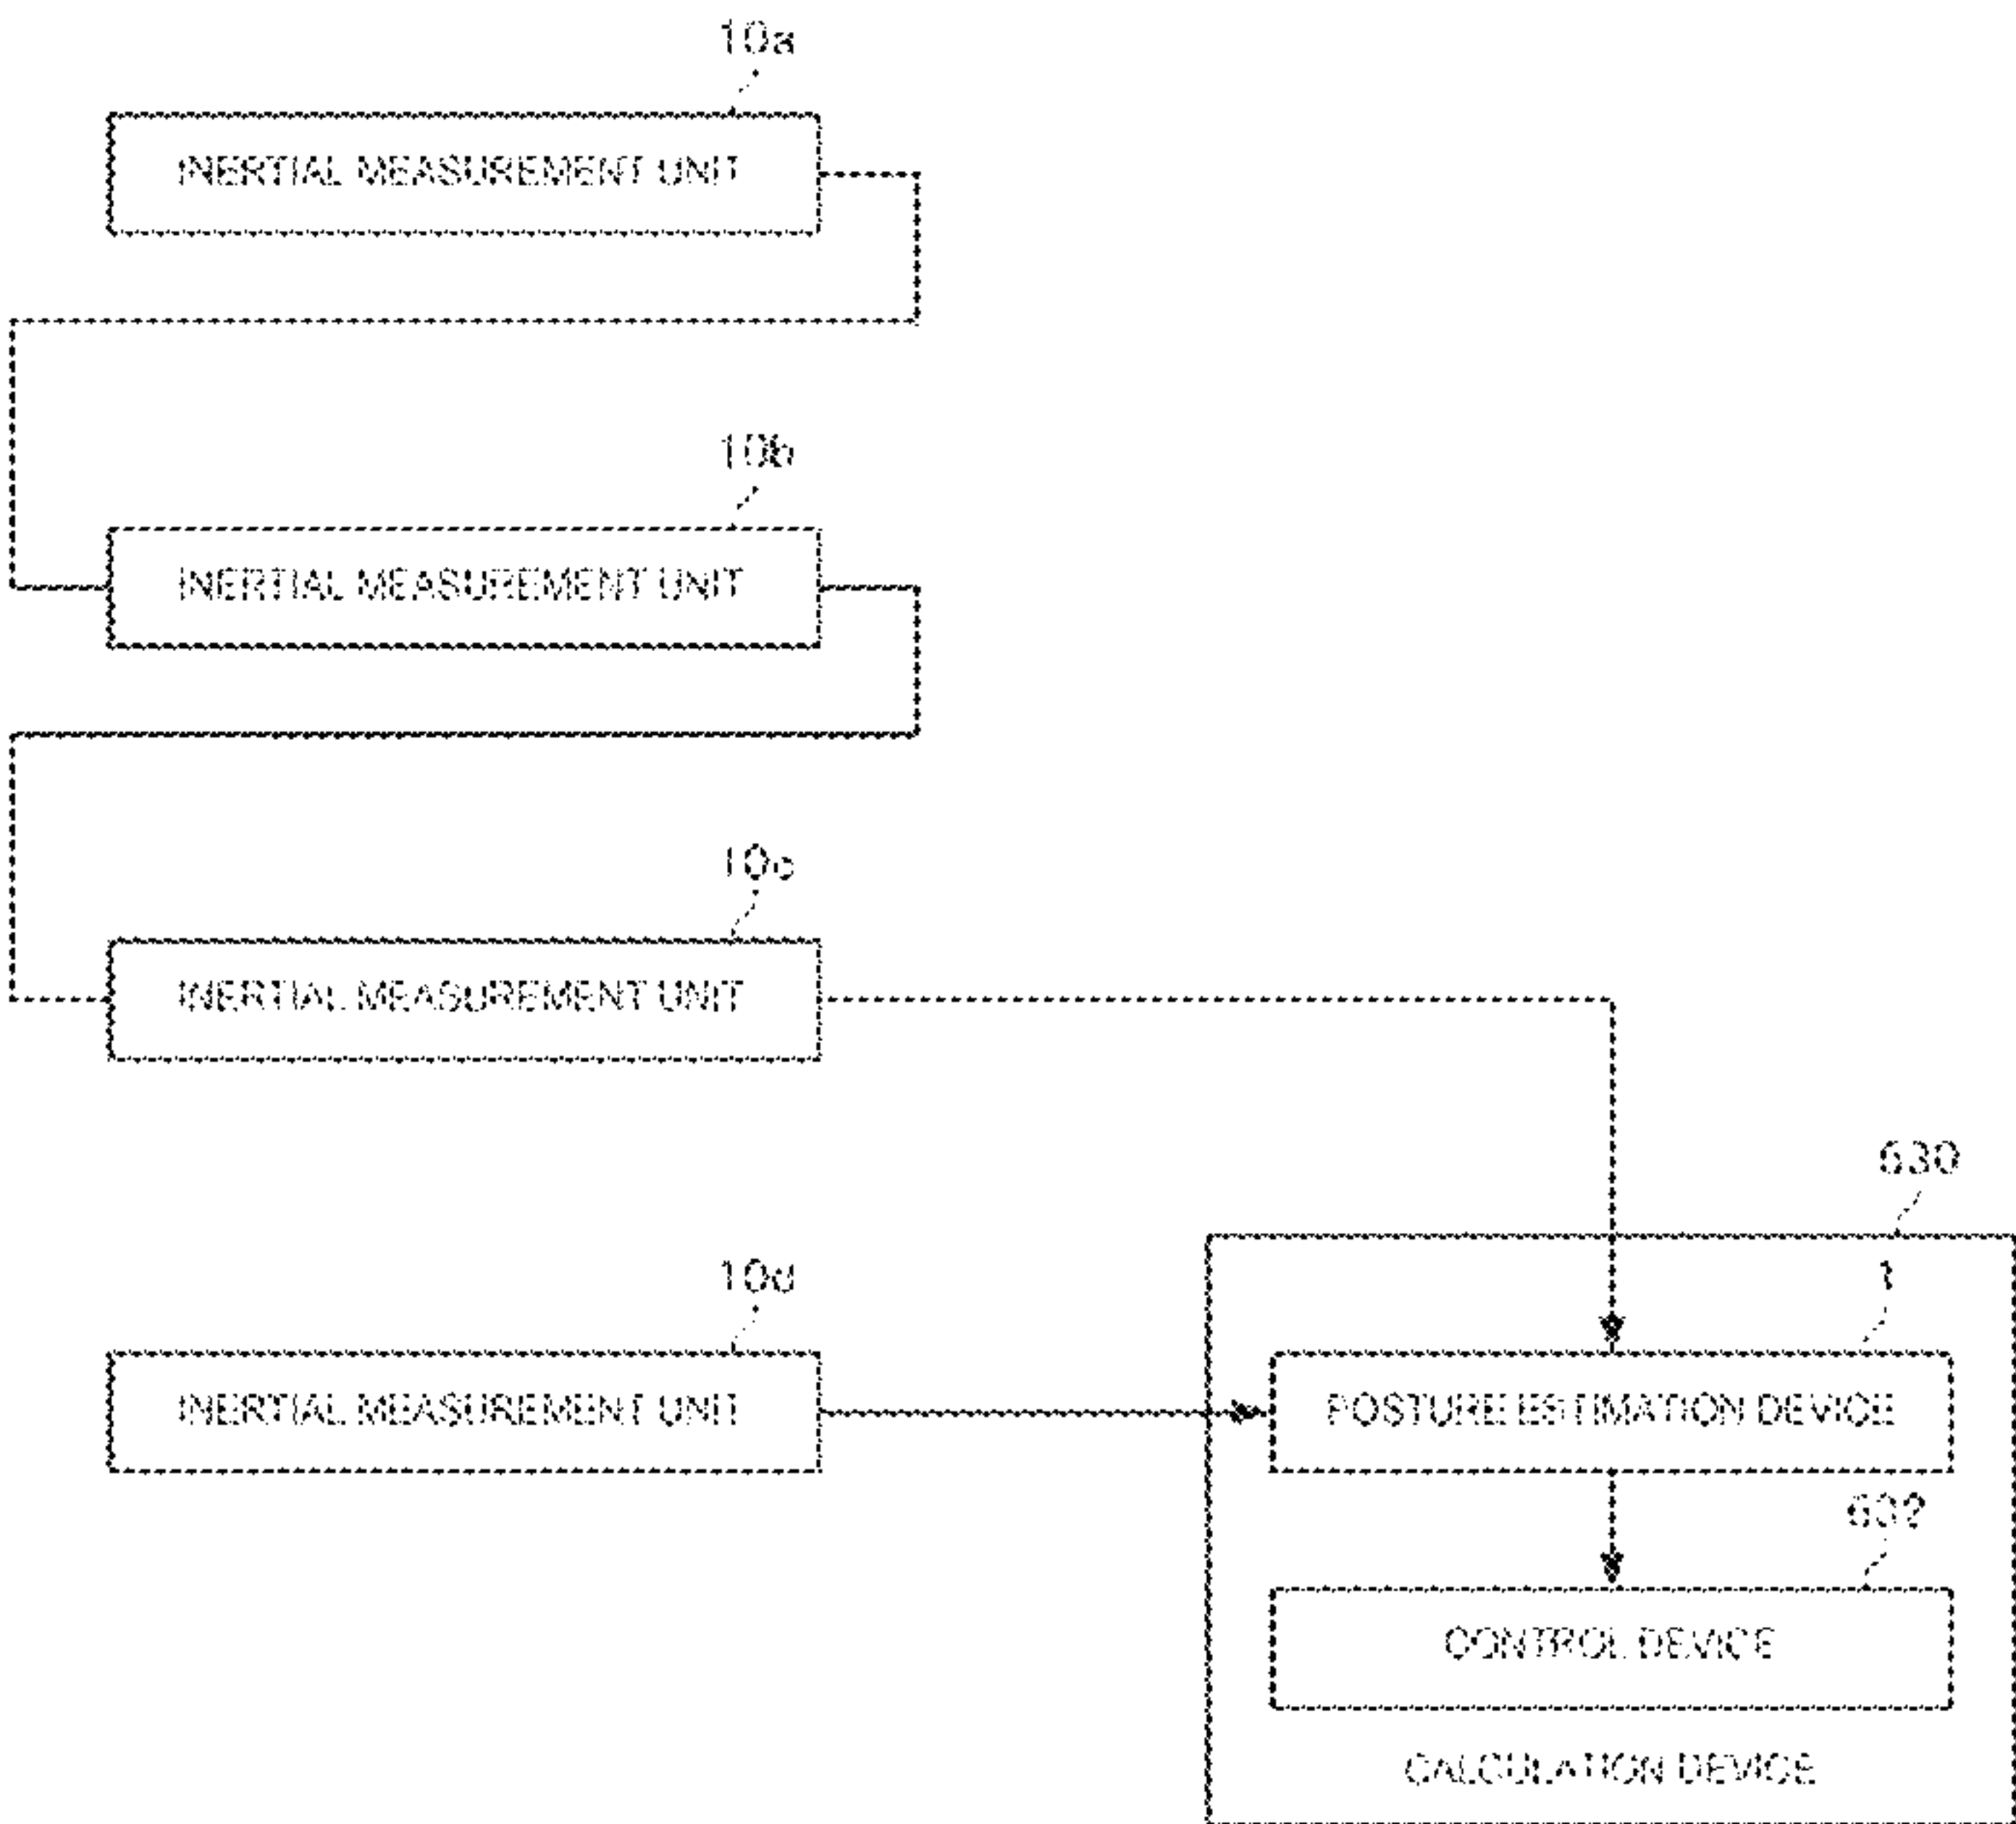 10a
INERTIAL MEASUREMENT UNIT
10b
INERTIAL MEASUREMENT UNIT
10c
INERTIAL MEASUREMENT UNIT
630
10d
1
INERTIAL MEASUREMENT UNIT
POSTURE ESTIMATION DEVICE
632
CONTROL DEVICE
CALCULATION DEVICE